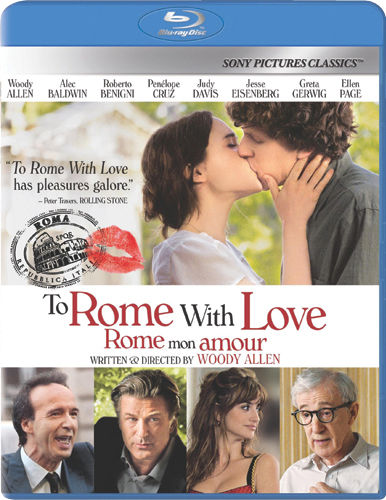 Blu-ray Disc
SONY PICTURES CLASSICS™
Woody ALLEN
Alec BALDWIN
Roberto BENIGNI
Penélope CRUZ
Judy DAVIS
Jesse EISENBERG
Greta GERWIG
Ellen PAGE
“To Rome With Love
has pleasures galore.”
– Peter Travers, ROLLING STONE
ROMA
SPQR
REPUBBLICA ITALIANA
To Rome With Love
Rome mon amour
WRITTEN & DIRECTED BY WOODY ALLEN